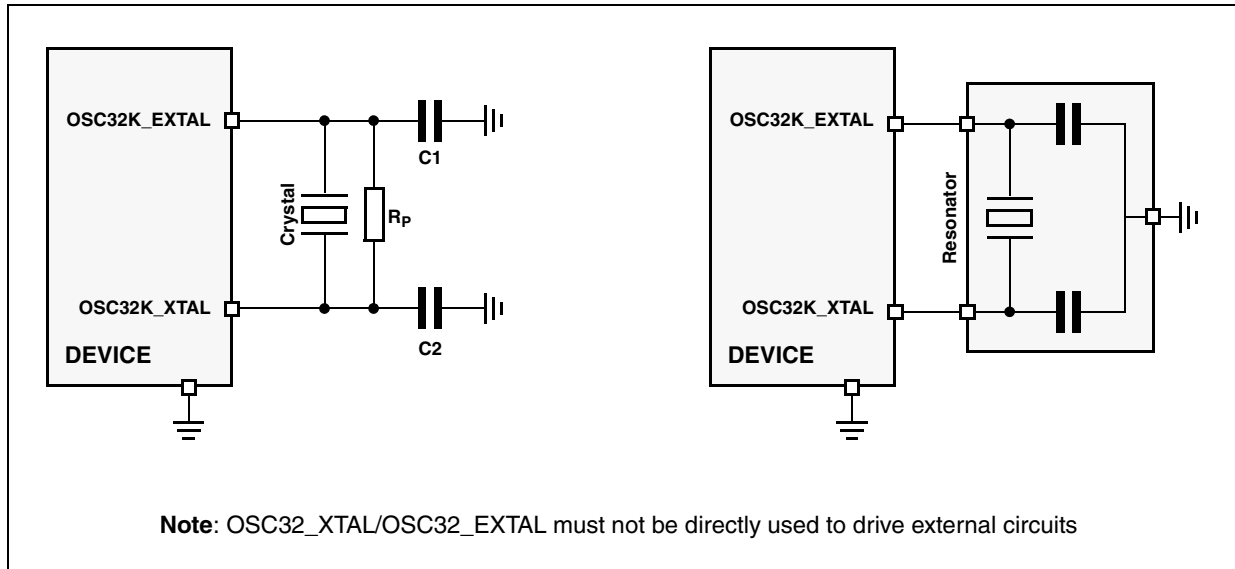 OSC32K_EXTAL
C1
Crystal
RP
OSC32K_XTAL
C2
DEVICE
OSC32K_EXTAL
Resonator
OSC32K_XTAL
DEVICE
Note: OSC32_XTAL/OSC32_EXTAL must not be directly used to drive external circuits